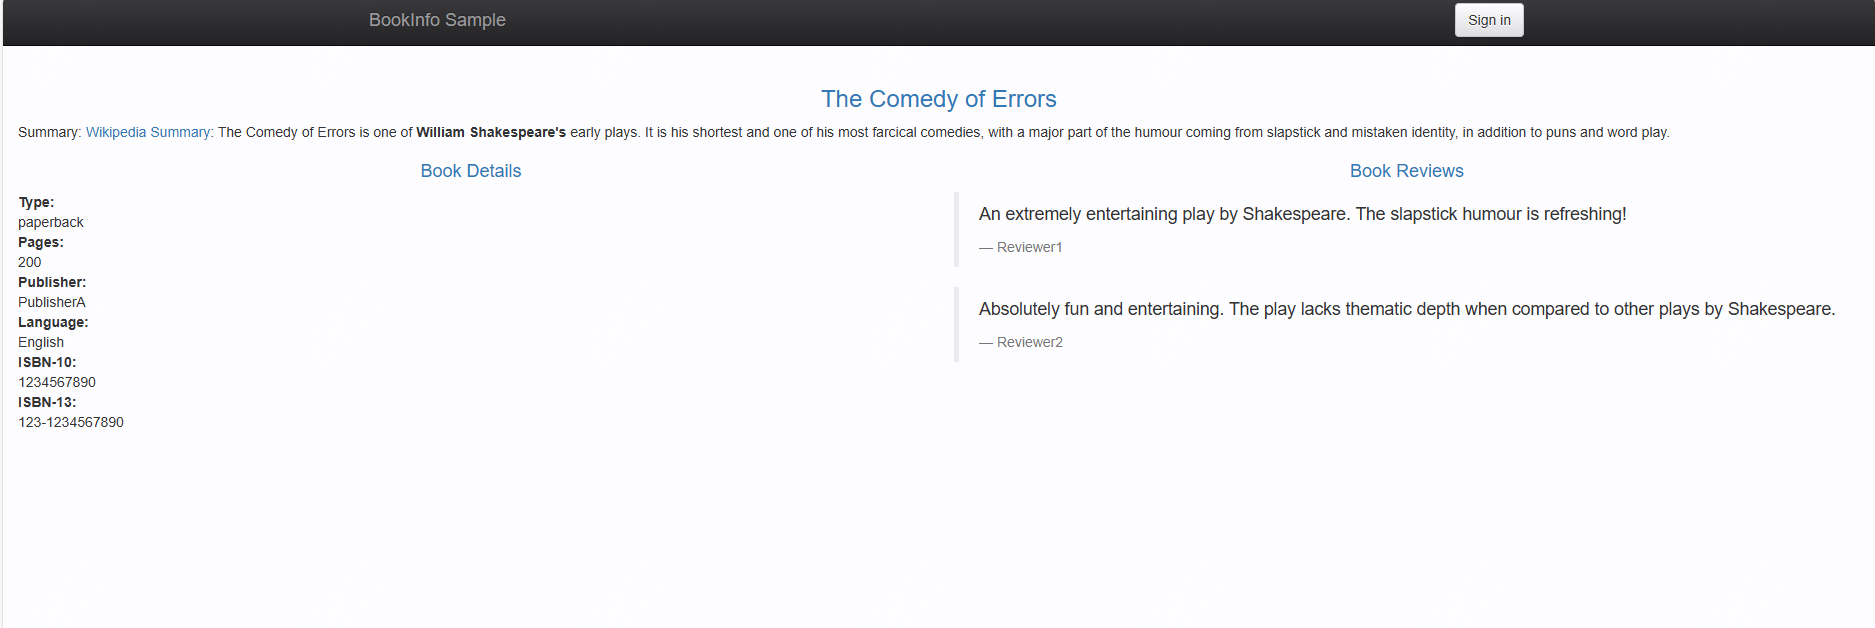 BookInfo Sample
Sign in
The Comedy of Errors
Summary: Wikipedia Summary: The Comedy of Errors is one of William Shakespeare's early plays. It is his shortest and one of his most farcical comedies, with a major part of the humour coming from slapstick and mistaken identity, in addition to puns and word play.
Book Details
Type:
paperback
Pages:
200
Publisher:
PublisherA
Language:
English
ISBN-10:
1234567890
ISBN-13:
123-1234567890
Book Reviews
An extremely entertaining play by Shakespeare. The slapstick humour is refreshing!
— Reviewer1
Absolutely fun and entertaining. The play lacks thematic depth when compared to other plays by Shakespeare.
— Reviewer2